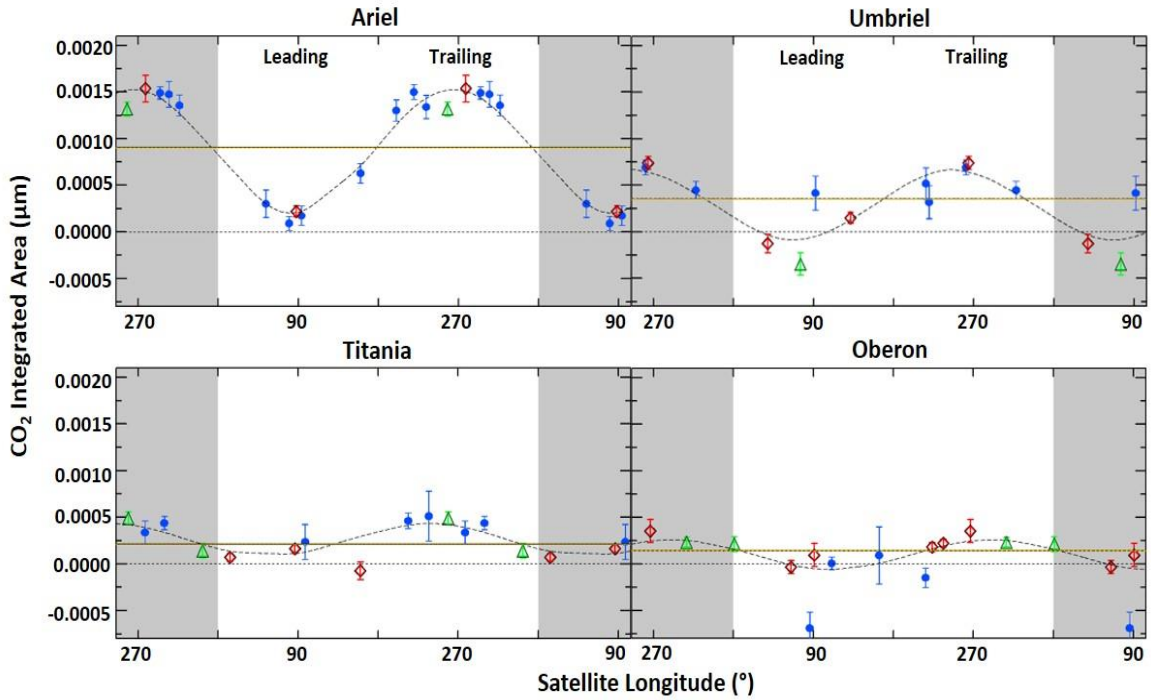 Ariel
Umbriel
Leading
Trailing
Leading
Trailing
0.0020
0.0015
0.0010
0.0005
0.0000
-0.0005
270
90
270
90
270
90
270
90
Titania
Oberon
0.0020
0.0015
0.0010
0.0005
0.0000
-0.0005
270
90
270
90
270
90
270
90
CO₂ Integrated Area (μm)
Satellite Longitude (°)